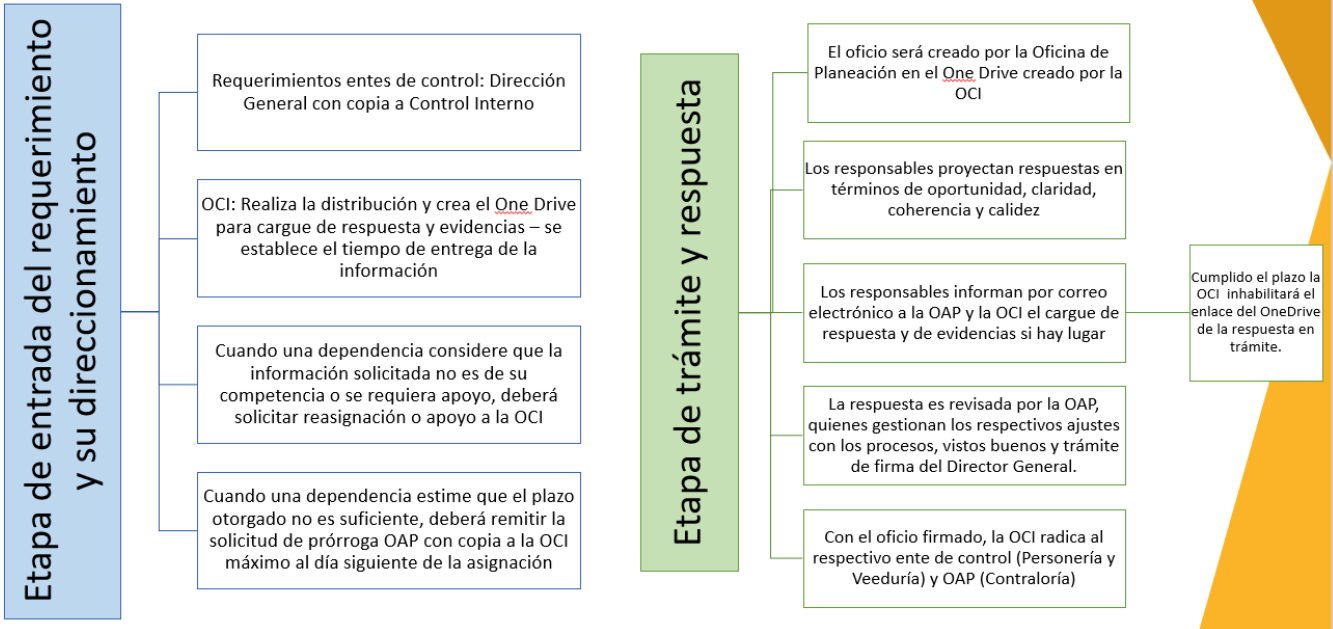 Etapa de entrada del requerimiento
y su direccionamiento
Requerimientos entes de control: Dirección
General con copia a Control Interno
OCI: Realiza la distribución y crea el One Drive
para cargue de respuesta y evidencias – se
establece el tiempo de entrega de la
información
Cuando una dependencia considere que la
información solicitada no es de su
competencia o se requiera apoyo, deberá
solicitar reasignación o apoyo a la OCI
Cuando una dependencia estime que el plazo
otorgado no es suficiente, deberá remitir la
solicitud de prórroga OAP con copia a la OCI
máximo al día siguiente de la asignación
Etapa de trámite y respuesta
El oficio será creado por la Oficina de
Planeación en el One Drive creado por la
OCI
Los responsables proyectan respuestas en
términos de oportunidad, claridad,
coherencia y calidez
Los responsables informan por correo
electrónico a la OAP y la OCI el cargue de
respuesta y de evidencias si hay lugar
Cumplido el plazo la
OCI inhabilitará el
enlace del OneDrive
de la respuesta en
trámite.
La respuesta es revisada por la OAP,
quienes gestionan los respectivos ajustes
con los procesos, vistos buenos y trámite
de firma del Director General.
Con el oficio firmado, la OCI radica al
respectivo ente de control (Personería y
Veeduría) y OAP (Contraloría)